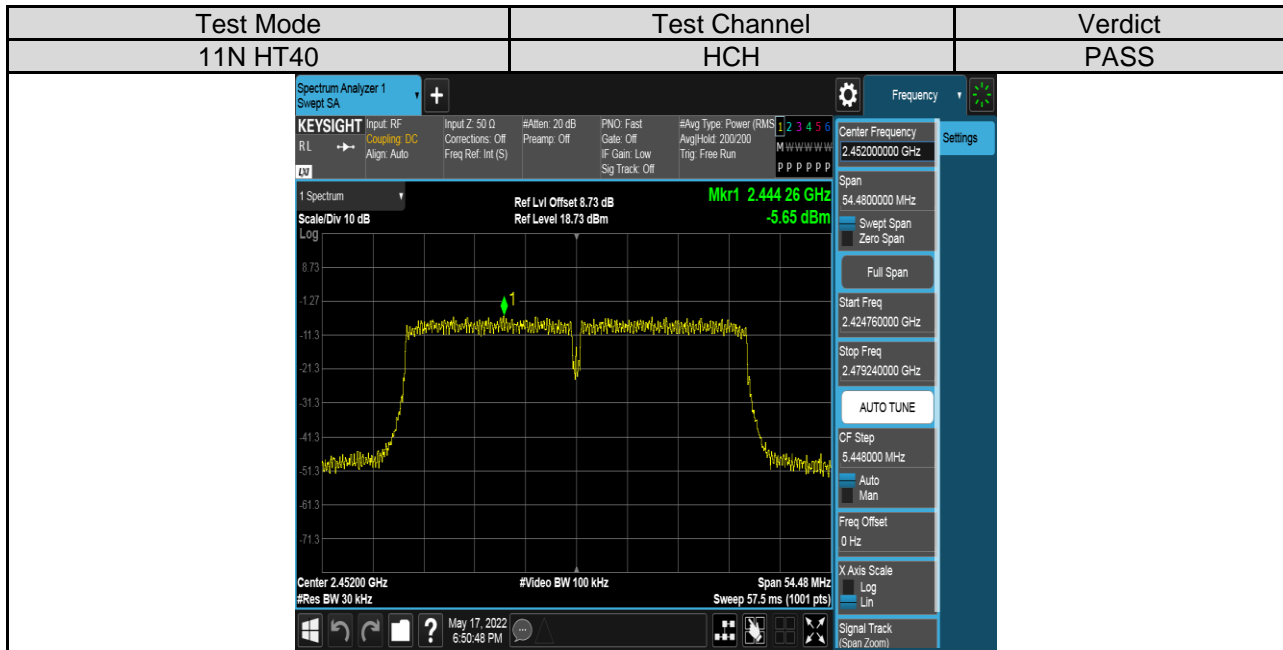 Test Mode Test Channel Verdict
11N HT40 HCH PASS
Spectrum Analyzer 1
Swept SA
Frequency
KEYSIGHT
RL
LXI
Input: RF
Coupling: DC
Align: Auto
Input Z: 50 Ω
Corrections: Off
Freq Ref: Int (S)
#Atten: 20 dB
Preamp: Off
PNO: Fast
Gate: Off
IF Gain: Low
Sig Track: Off
#Avg Type: Power (RMS
Avg|Hold: 200/200
Trig: Free Run
1 2 3 4 5 6
M W W W W W
P P P P P P
1 Spectrum
Scale/Div 10 dB
Log
Ref Lvl Offset 8.73 dB
Ref Level 18.73 dBm
Mkr1 2.444 26 GHz
-5.65 dBm
8.73
-1.27
-11.3
-21.3
-31.3
-41.3
-51.3
-61.3
-71.3
1
Center 2.45200 GHz
#Res BW 30 kHz
#Video BW 100 kHz
Span 54.48 MHz
Sweep 57.5 ms (1001 pts)
Center Frequency
2.452000000 GHz
Settings
Span
54.4800000 MHz
Swept Span
Zero Span
Full Span
Start Freq
2.424760000 GHz
Stop Freq
2.479240000 GHz
AUTO TUNE
CF Step
5.448000 MHz
Auto
Man
Freq Offset
0 Hz
X Axis Scale
Log
Lin
Signal Track
(Span Zoom)
?
May 17, 2022
6:50:48 PM